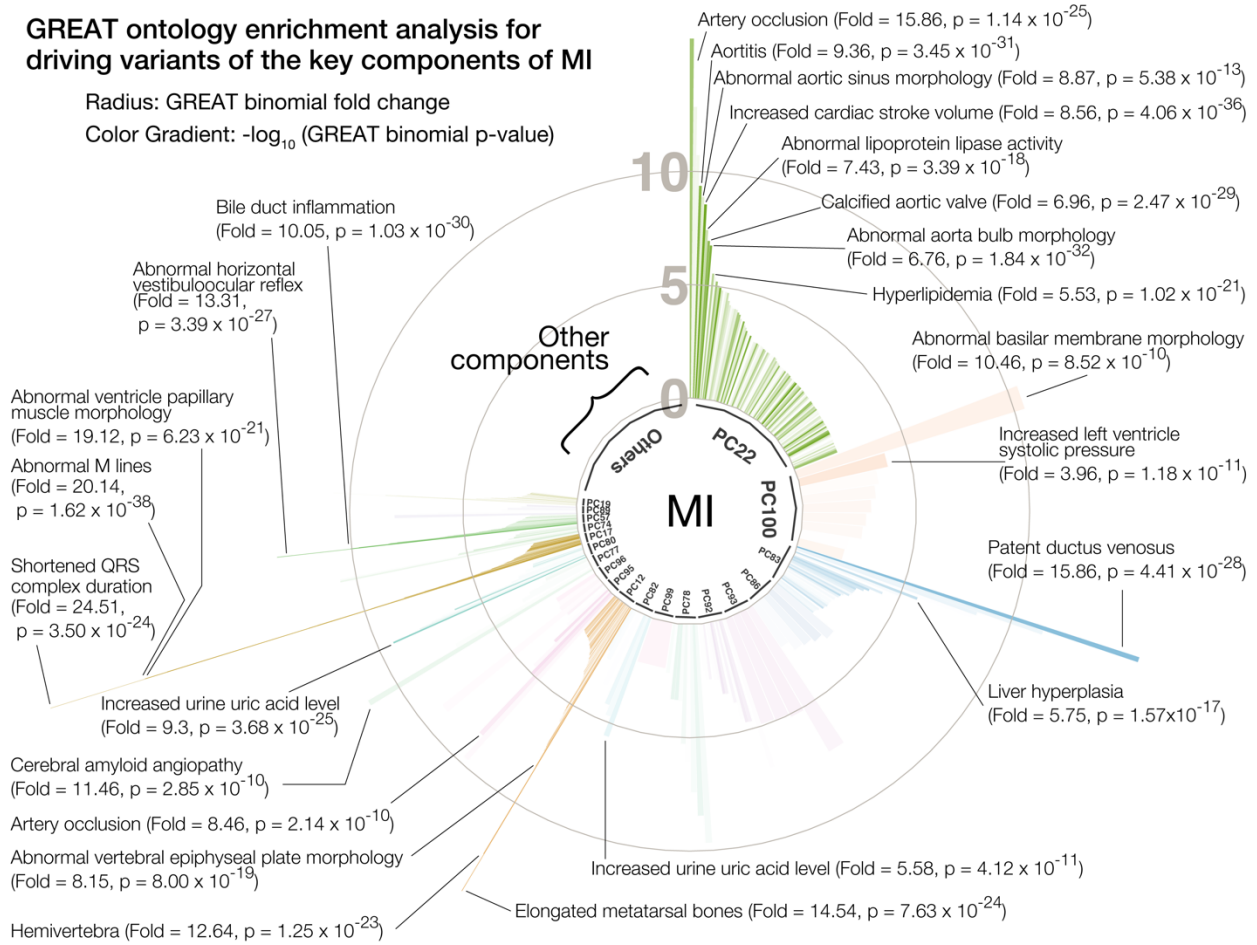 GREAT ontology enrichment analysis for
driving variants of the key components of MI
Radius: GREAT binomial fold change
Color Gradient: -log₁₀ (GREAT binomial p-value)
Artery occlusion (Fold = 15.86, p = 1.14 x 10⁻²⁵)
Aortitis (Fold = 9.36, p = 3.45 x 10⁻³¹)
Abnormal aortic sinus morphology (Fold = 8.87, p = 5.38 x 10⁻¹³)
Increased cardiac stroke volume (Fold = 8.56, p = 4.06 x 10⁻³⁶)
Abnormal lipoprotein lipase activity
(Fold = 7.43, p = 3.39 x 10⁻¹⁸)
Calcified aortic valve (Fold = 6.96, p = 2.47 x 10⁻²⁹)
Abnormal aorta bulb morphology
(Fold = 6.76, p = 1.84 x 10⁻³²)
Hyperlipidemia (Fold = 5.53, p = 1.02 x 10⁻²¹)
Abnormal basilar membrane morphology
(Fold = 10.46, p = 8.52 x 10⁻¹⁰)
Increased left ventricle
systolic pressure
(Fold = 3.96, p = 1.18 x 10⁻¹¹)
Patent ductus venosus
(Fold = 15.86, p = 4.41 x 10⁻²⁸)
Liver hyperplasia
(Fold = 5.75, p = 1.57x10⁻¹⁷)
10
5
0
Other
components
Bile duct inflammation
(Fold = 10.05, p = 1.03 x 10⁻³⁰)
Abnormal horizontal
vestibuloocular reflex
(Fold = 13.31,
p = 3.39 x 10⁻²⁷)
Abnormal ventricle papillary
muscle morphology
(Fold = 19.12, p = 6.23 x 10⁻²¹)
Abnormal M lines
(Fold = 20.14,
p = 1.62 x 10⁻³⁸)
Shortened QRS
complex duration
(Fold = 24.51,
p = 3.50 x 10⁻²⁴)
Increased urine uric acid level
(Fold = 9.3, p = 3.68 x 10⁻²⁵)
Cerebral amyloid angiopathy
(Fold = 11.46, p = 2.85 x 10⁻¹⁰)
Artery occlusion (Fold = 8.46, p = 2.14 x 10⁻¹⁰)
Abnormal vertebral epiphyseal plate morphology
(Fold = 8.15, p = 8.00 x 10⁻¹⁹)
Hemivertebra (Fold = 12.64, p = 1.25 x 10⁻²³)
Increased urine uric acid level (Fold = 5.58, p = 4.12 x 10⁻¹¹)
Elongated metatarsal bones (Fold = 14.54, p = 7.63 x 10⁻²⁴)
MI
Others
PC22
PC100
PC83
PC86
PC93
PC92
PC78
PC99
PC82
PC12
PC95
PC96
PC77
PC80
PC17
PC74
PC57
PC19